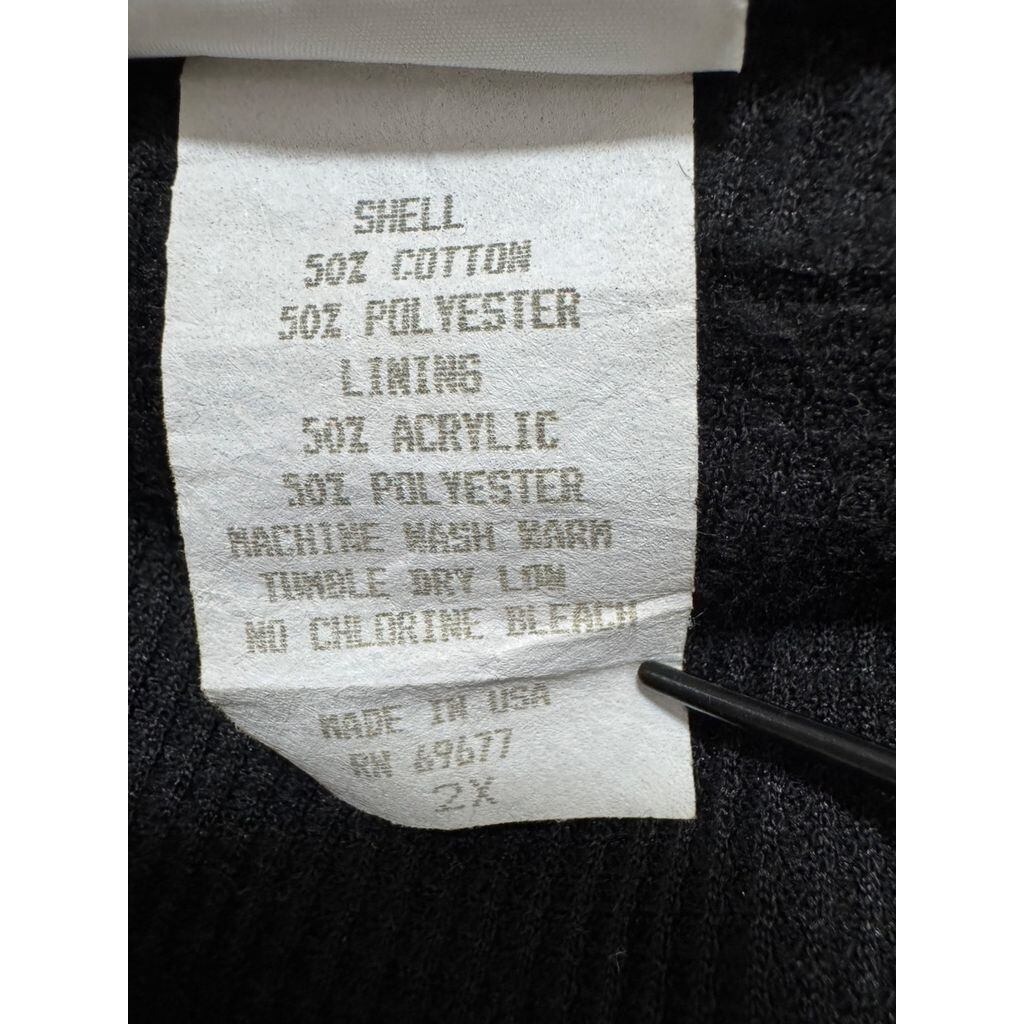 SHELL
50% COTTON
50% POLYESTER
LINING
50% ACRYLIC
50% POLYESTER
MACHINE WASH WARM
TUMBLE DRY LOW
NO CHLORINE BLEACH
MADE IN USA
RN 69677
2X